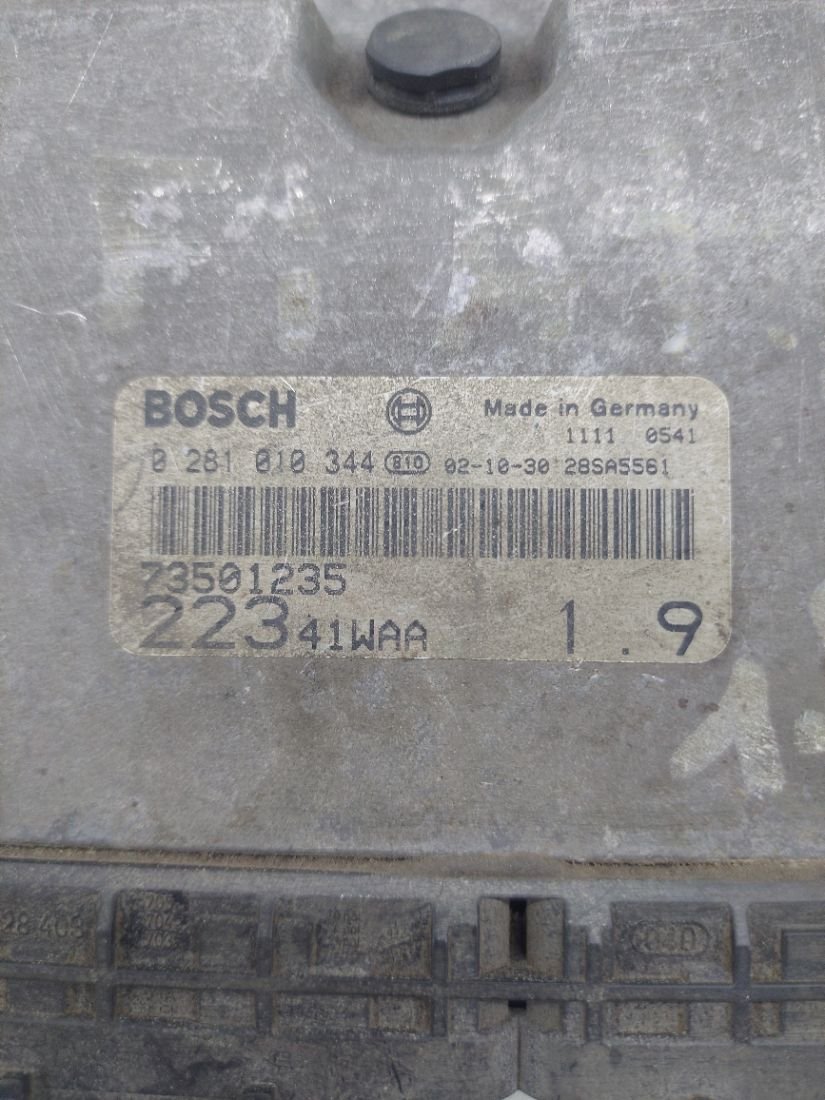 BOSCH Made in Germany
1111 0541
0 281 010 344 810 02-10-30 28SA5561
73501235
22341WAA 1.9
1.